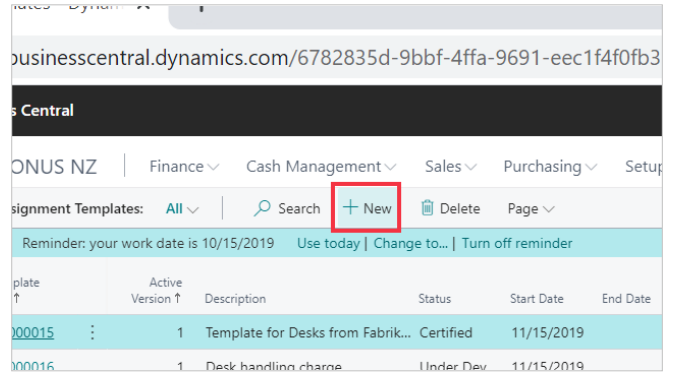 businesscentral.dynamics.com/6782835d-9bbf-4ffa-9691-eec1f4f0fb3
s Central
ONUS NZ Finance Cash Management Sales Purchasing Setup
signment Templates: All Search + New Delete Page
Reminder: your work date is 10/15/2019 Use today | Change to... | Turn off reminder
plate Active
↑ Version ↑ Description Status Start Date End Date
000015 1 Template for Desks from Fabrik... Certified 11/15/2019
000016 1 Desk handling charge Under Dev 11/15/2019